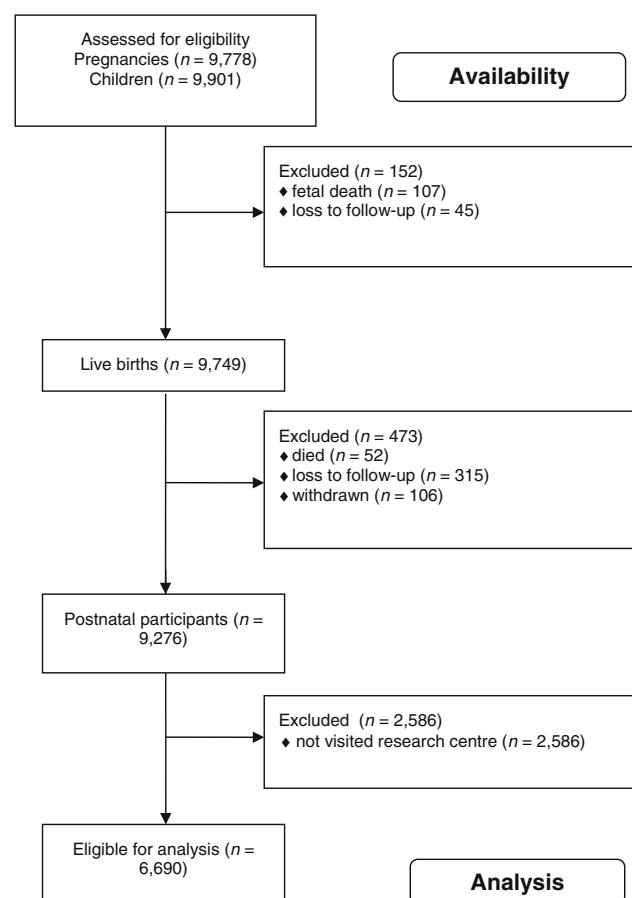 Assessed for eligibility
Pregnancies (n = 9,778)
Children (n = 9,901)
Availability
Excluded (n = 152)
♦ fetal death (n = 107)
♦ loss to follow-up (n = 45)
Live births (n = 9,749)
Excluded (n = 473)
♦ died (n = 52)
♦ loss to follow-up (n = 315)
♦ withdrawn (n = 106)
Postnatal participants (n =
9,276)
Excluded (n = 2,586)
♦ not visited research centre (n = 2,586)
Eligible for analysis (n =
6,690)
Analysis